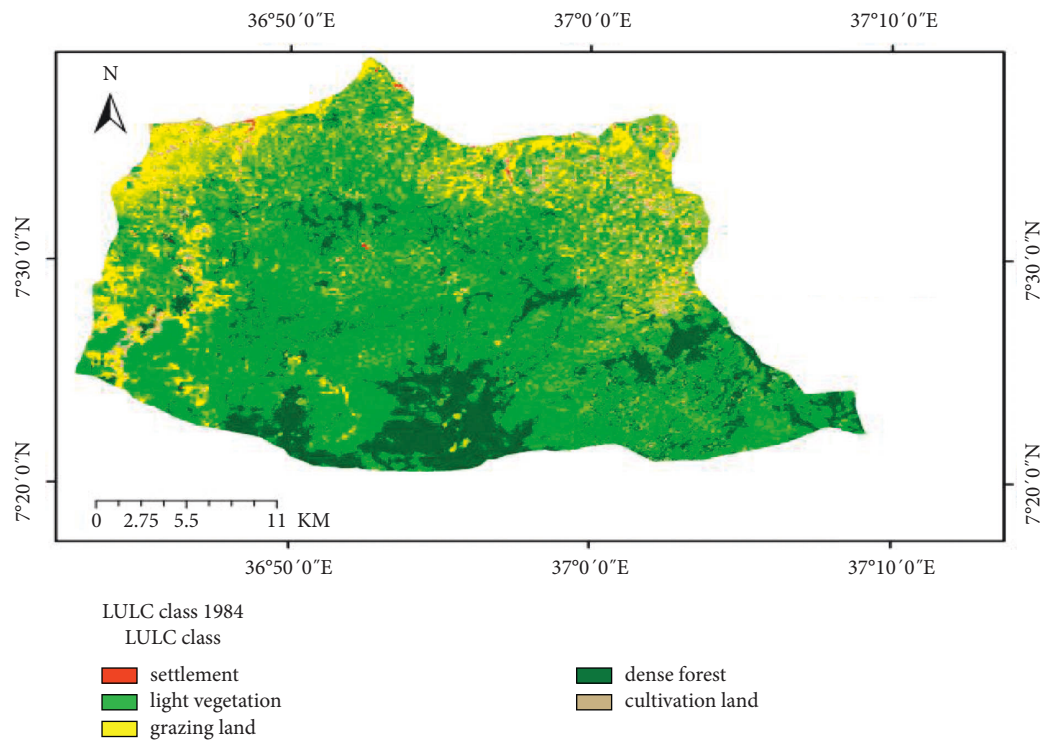 36°50′0″E 37°0′0″E 37°10′0″E
N
7°30′0″N 7°30′0″N
7°20′0″N 7°20′0″N
0 2.75 5.5 11 KM
36°50′0″E 37°0′0″E 37°10′0″E
LULC class 1984
LULC class
settlement
light vegetation
grazing land
dense forest
cultivation land